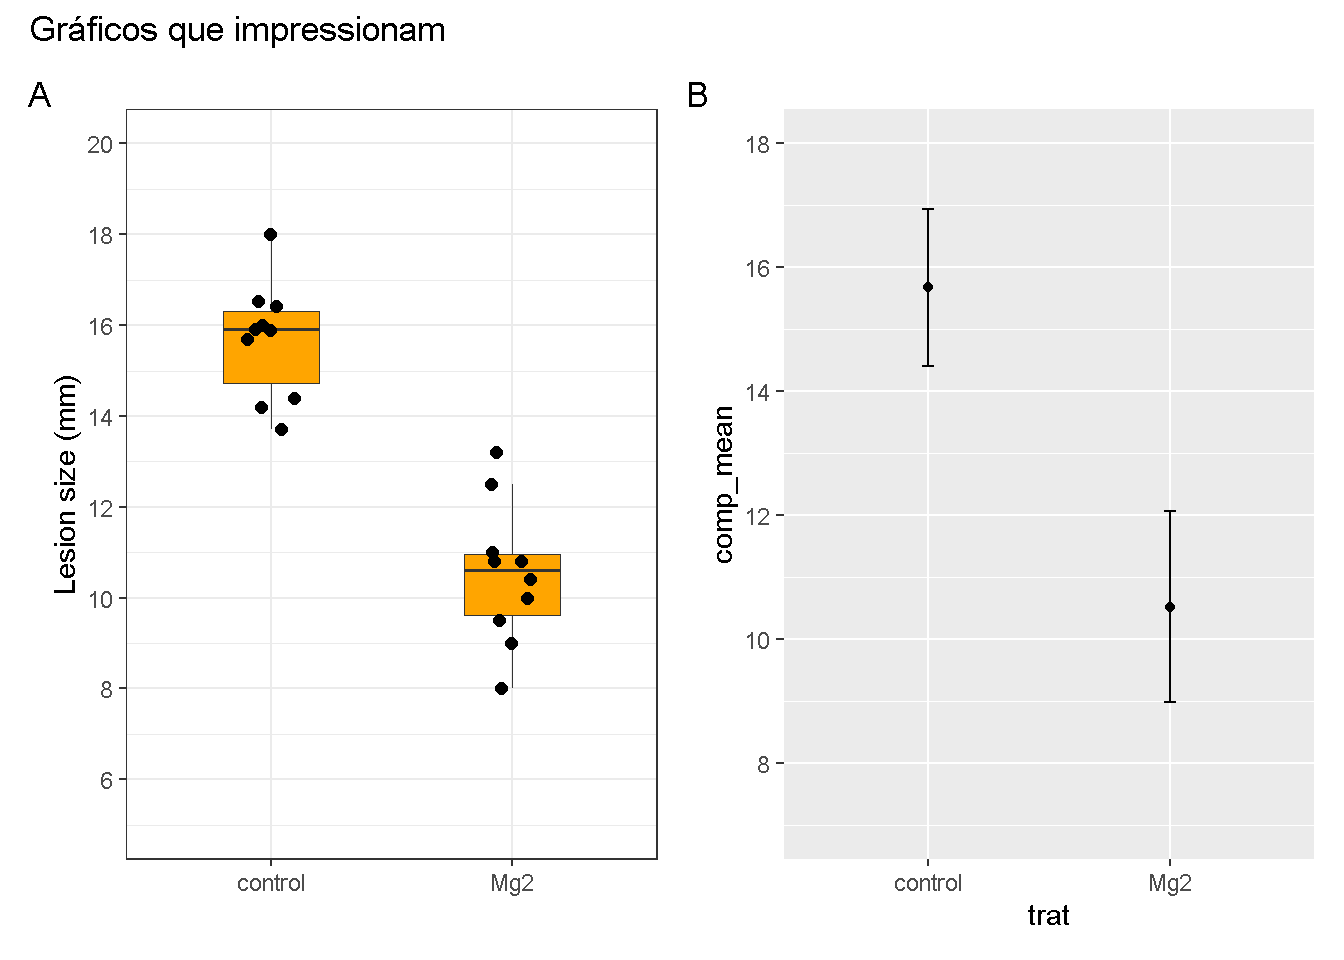 Gráficos que impressionam
A
Lesion size (mm)
20
18
16
14
12
10
8
6
control Mg2
B
comp_mean
18
16
14
12
10
8
control Mg2
trat